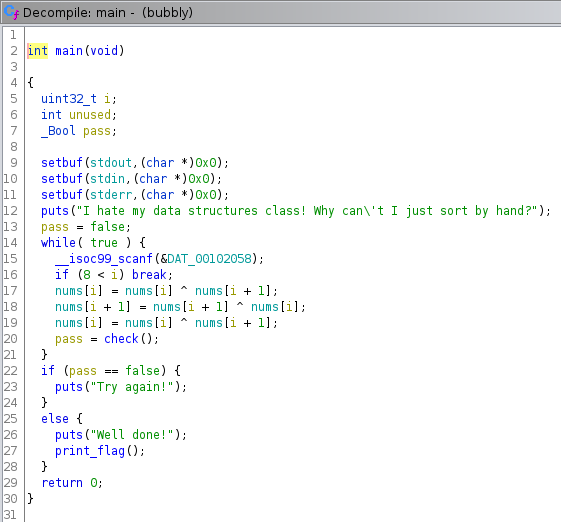 Decompile: main - (bubbly)
1
2 int main(void)
3
4 {
5 uint32_t i;
6 int unused;
7 _Bool pass;
8
9 setbuf(stdout,(char *)0x0);
10 setbuf(stdin,(char *)0x0);
11 setbuf(stderr,(char *)0x0);
12 puts("I hate my data structures class! Why can\'t I just sort by hand?");
13 pass = false;
14 while( true ) {
15 __isoc99_scanf(&DAT_00102058);
16 if (8 < i) break;
17 nums[i] = nums[i] ^ nums[i + 1];
18 nums[i + 1] = nums[i + 1] ^ nums[i];
19 nums[i] = nums[i] ^ nums[i + 1];
20 pass = check();
21 }
22 if (pass == false) {
23 puts("Try again!");
24 }
25 else {
26 puts("Well done!");
27 print_flag();
28 }
29 return 0;
30 }
31